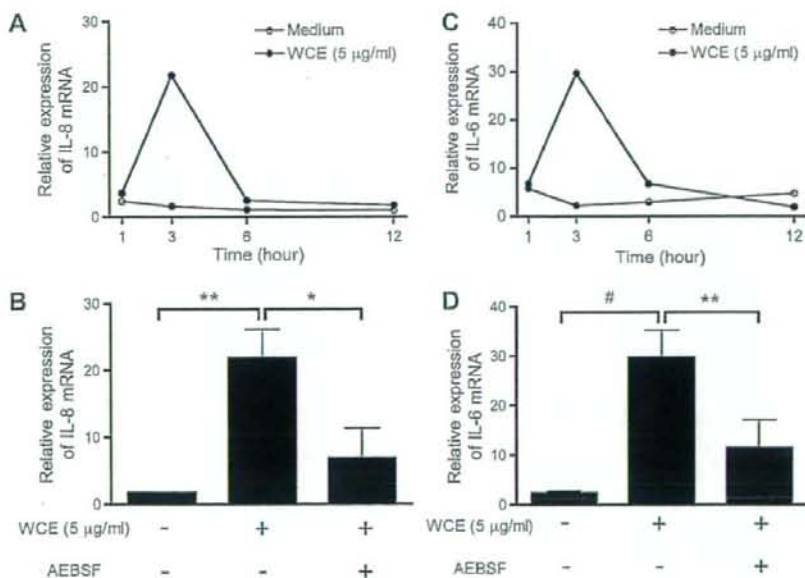 A
Relative expression
of IL-8 mRNA
30
20
10
0
Medium
WCE (5 μg/ml)
1 3 6 12
Time (hour)
C
Relative expression
of IL-6 mRNA
40
30
20
10
0
Medium
WCE (5 μg/ml)
1 3 6 12
Time (hour)
B
Relative expression
of IL-8 mRNA
30
20
10
0
** *
WCE (5 μg/ml) - + +
AEBSF - - +
D
Relative expression
of IL-6 mRNA
40
30
20
10
0
# **
WCE (5 μg/ml) - + +
AEBSF - - +